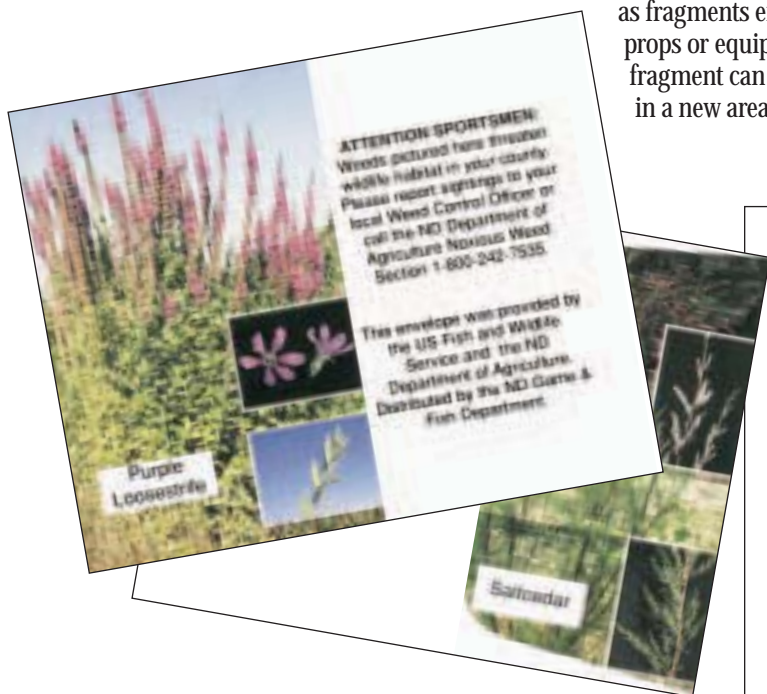 as fragments
props or equip
fragment can
in a new area
ATTENTION SPORTSMEN:
Weeds pictured here threaten
wildlife habitat in your county.
Please report sightings to your
local Weed Control Officer or
call the ND Department of
Agriculture Noxious Weed
Section 1-800-242-7535.
This envelope was provided by
the US Fish and Wildlife
Service and the ND
Department of Agriculture.
Distributed by the ND Game &
Fish Department.
Purple
Loosestrife
Saltcedar